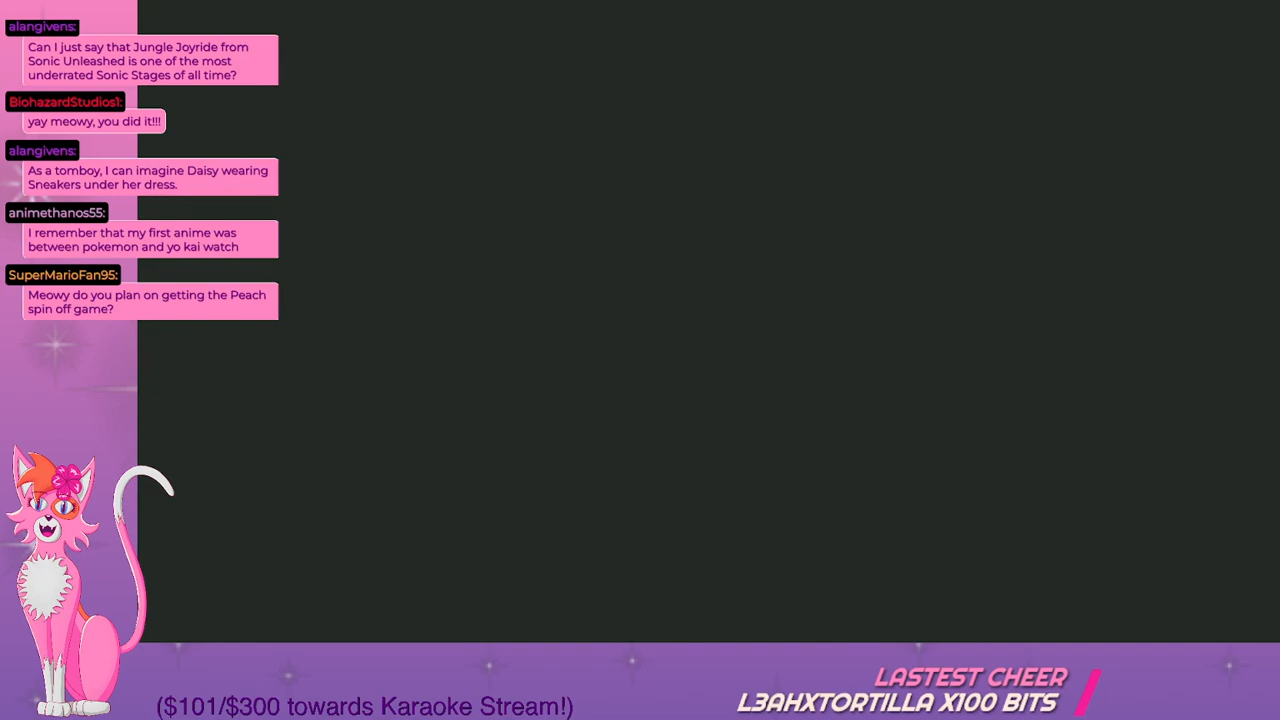 alangivens:
Can I just say that Jungle Joyride from
Sonic Unleashed is one of the most
underrated Sonic Stages of all time?
BiohazardStudios1:
yay meowy, you did it!!!
alangivens:
As a tomboy, I can imagine Daisy wearing
Sneakers under her dress.
animethanos55:
I remember that my first anime was
between pokemon and yo kai watch
SuperMarioFan95:
Meowy do you plan on getting the Peach
spin off game?
LASTEST CHEER
L3AHXTORTILLA X100 BITS
($101/$300 towards Karaoke Stream!)